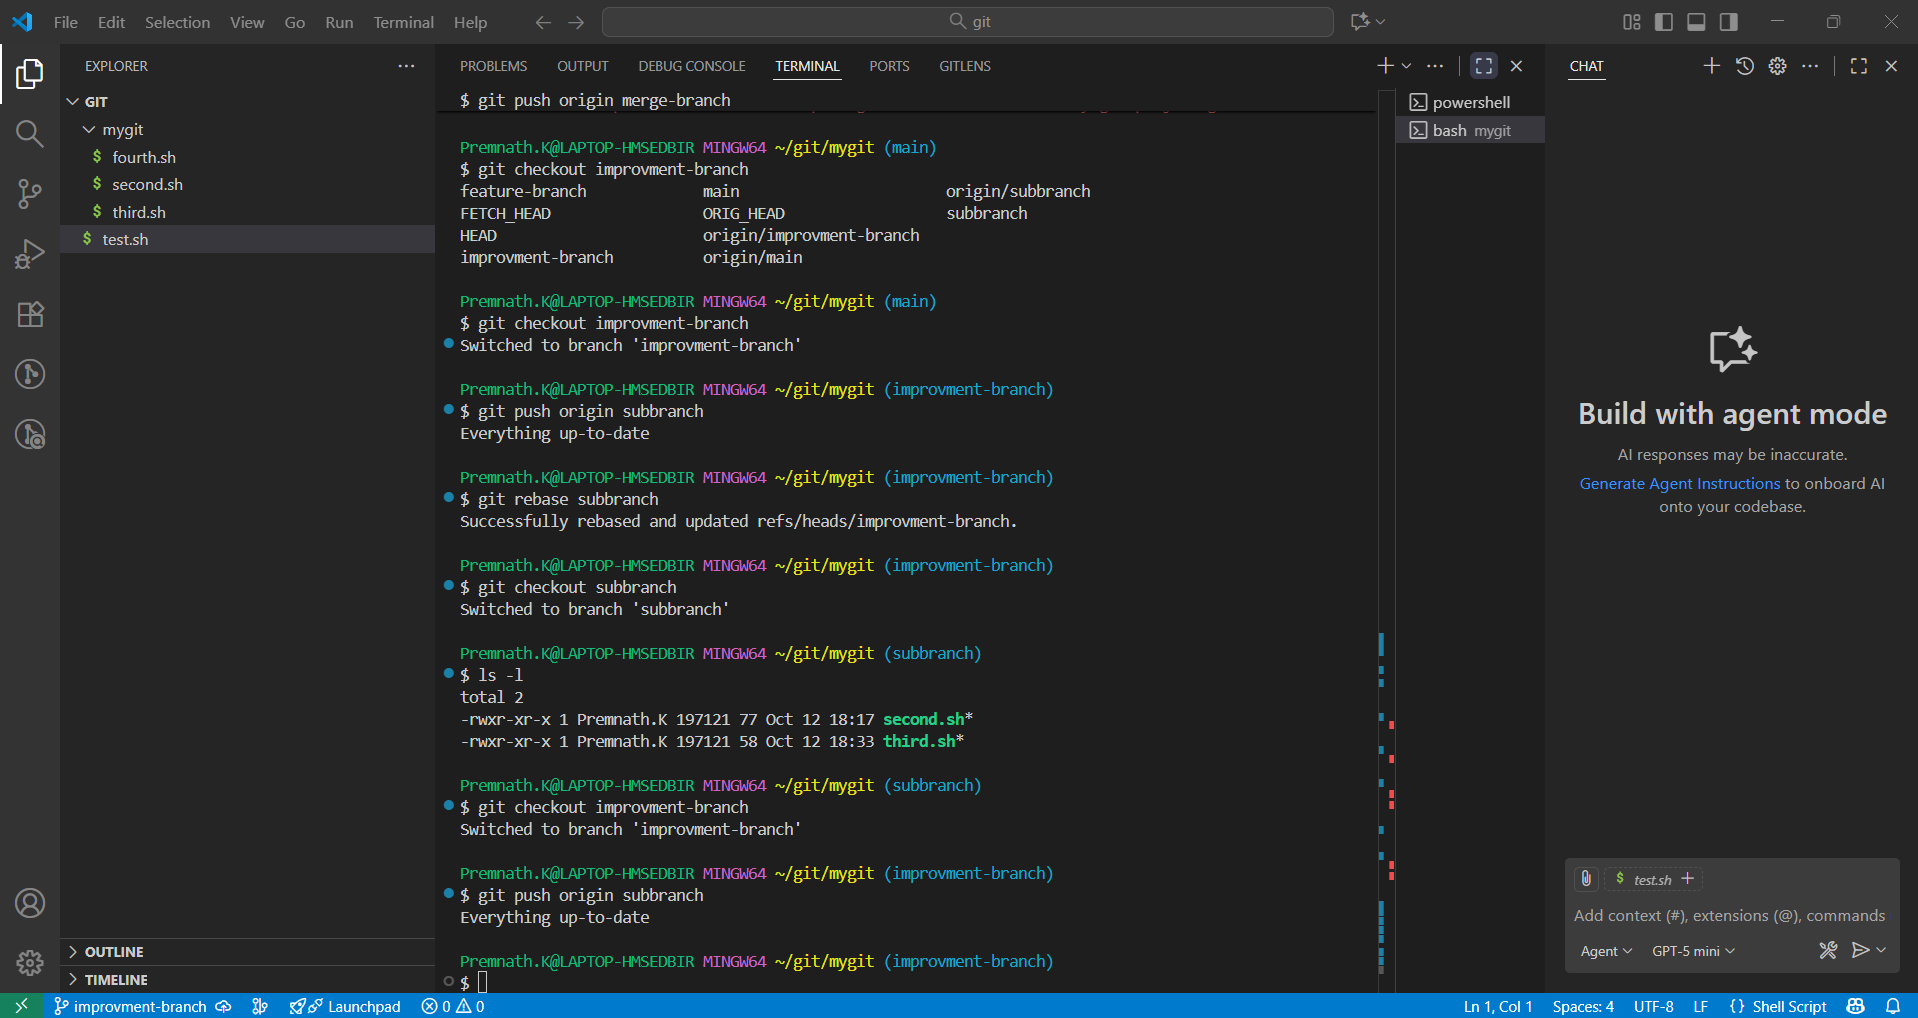 File Edit Selection View Go Run Terminal Help
git
EXPLORER
GIT
mygit
$ fourth.sh
$ second.sh
$ third.sh
$ test.sh
OUTLINE
TIMELINE
PROBLEMS OUTPUT DEBUG CONSOLE TERMINAL PORTS GITLENS
$ git push origin merge-branch
Premnath.K@LAPTOP-HMSEDBIR MINGW64 ~/git/mygit (main)
$ git checkout improvment-branch
feature-branch main origin/subbranch
FETCH_HEAD ORIG_HEAD subbranch
HEAD origin/improvment-branch
improvment-branch origin/main
Premnath.K@LAPTOP-HMSEDBIR MINGW64 ~/git/mygit (main)
$ git checkout improvment-branch
Switched to branch 'improvment-branch'
Premnath.K@LAPTOP-HMSEDBIR MINGW64 ~/git/mygit (improvment-branch)
$ git push origin subbranch
Everything up-to-date
Premnath.K@LAPTOP-HMSEDBIR MINGW64 ~/git/mygit (improvment-branch)
$ git rebase subbranch
Successfully rebased and updated refs/heads/improvment-branch.
Premnath.K@LAPTOP-HMSEDBIR MINGW64 ~/git/mygit (improvment-branch)
$ git checkout subbranch
Switched to branch 'subbranch'
Premnath.K@LAPTOP-HMSEDBIR MINGW64 ~/git/mygit (subbranch)
$ ls -l
total 2
-rwxr-xr-x 1 Premnath.K 197121 77 Oct 12 18:17 second.sh*
-rwxr-xr-x 1 Premnath.K 197121 58 Oct 12 18:33 third.sh*
Premnath.K@LAPTOP-HMSEDBIR MINGW64 ~/git/mygit (subbranch)
$ git checkout improvment-branch
Switched to branch 'improvment-branch'
Premnath.K@LAPTOP-HMSEDBIR MINGW64 ~/git/mygit (improvment-branch)
$ git push origin subbranch
Everything up-to-date
Premnath.K@LAPTOP-HMSEDBIR MINGW64 ~/git/mygit (improvment-branch)
$
powershell
bash mygit
CHAT
Build with agent mode
AI responses may be inaccurate.
Generate Agent Instructions to onboard AI
onto your codebase.
$ test.sh
Add context (#), extensions (@), commands
Agent GPT-5 mini
improvment-branch Launchpad 0 0 Ln 1, Col 1 Spaces: 4 UTF-8 LF {} Shell Script